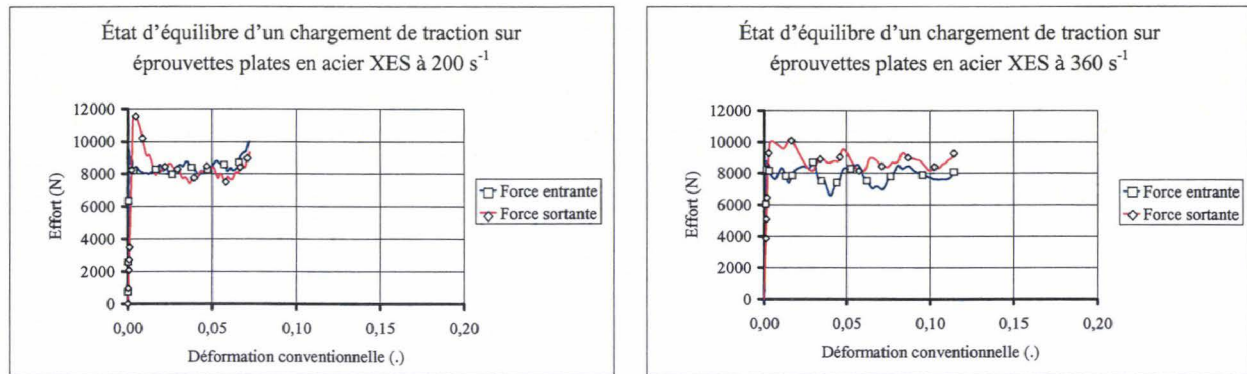 État d'équilibre d'un chargement de traction sur
éprouvettes plates en acier XES à 200 s⁻¹
12000
10000
8000
6000
4000
2000
0
Effort (N)
0,00 0,05 0,10 0,15 0,20
Déformation conventionnelle (.)
Force entrante
Force sortante
État d'équilibre d'un chargement de traction sur
éprouvettes plates en acier XES à 360 s⁻¹
12000
10000
8000
6000
4000
2000
0
Effort (N)
0,00 0,05 0,10 0,15 0,20
Déformation conventionnelle (.)
Force entrante
Force sortante